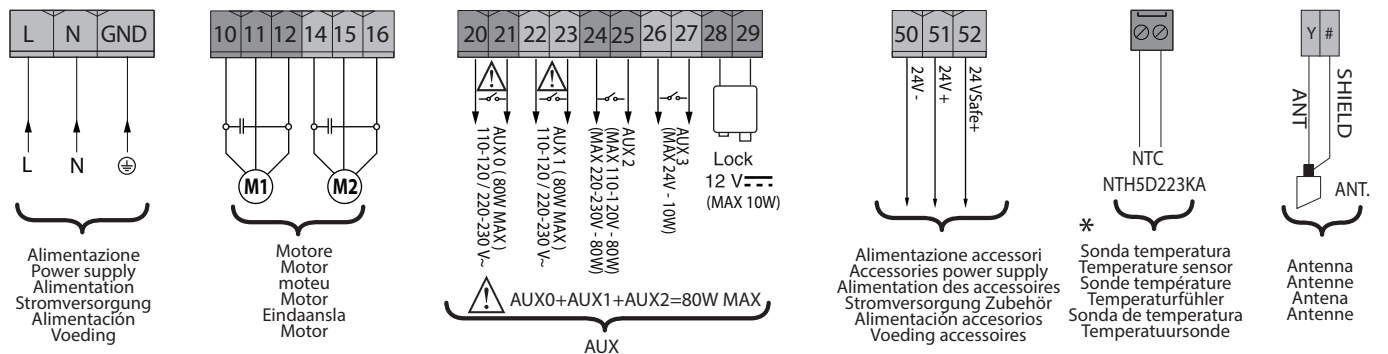 L N GND
10 11 12 14 15 16
20 21 22 23 24 25 26 27 28 29
50 51 52
Y #
L
N
M1
M2
AUX 0 ( 80W MAX )
110-120 / 220-230 V~
AUX 1 ( 80W MAX )
110-120 / 220-230 V~
AUX 2
(MAX 110-120V - 80W)
(MAX 220-230V - 80W)
AUX 3
(MAX 24V - 10W)
Lock
12 V
(MAX 10W)
24V -
24V +
24 VSafe+
NTC
NTH5D223KA
ANT
SHIELD
ANT.
Alimentazione
Power supply
Alimentation
Stromversorgung
Alimentación
Voeding
Motore
Motor
moteu
Motor
Eindaansla
Motor
AUX0+AUX1+AUX2=80W MAX
AUX
Alimentazione accessori
Accessories power supply
Alimentation des accessoires
Stromversorgung Zubehör
Alimentación accesorios
Voeding accessoires
*
Sonda temperatura
Temperature sensor
Sonde température
Temperaturfühler
Sonda de temperatura
Temperatuursonde
Antenna
Antenne
Antena
Antenne